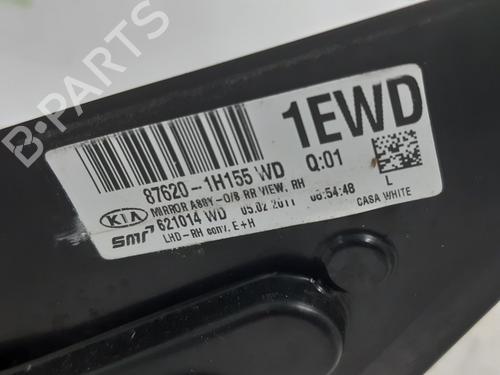 B-PARTS
1EWD
87620-1H155 WD Q:01
KIA MIRROR ASSY-O/S RR VIEW, RH L
621014 WD 05.02 2011 06:54:48 CASA WHITE
smr LHD-RH conv. E+H